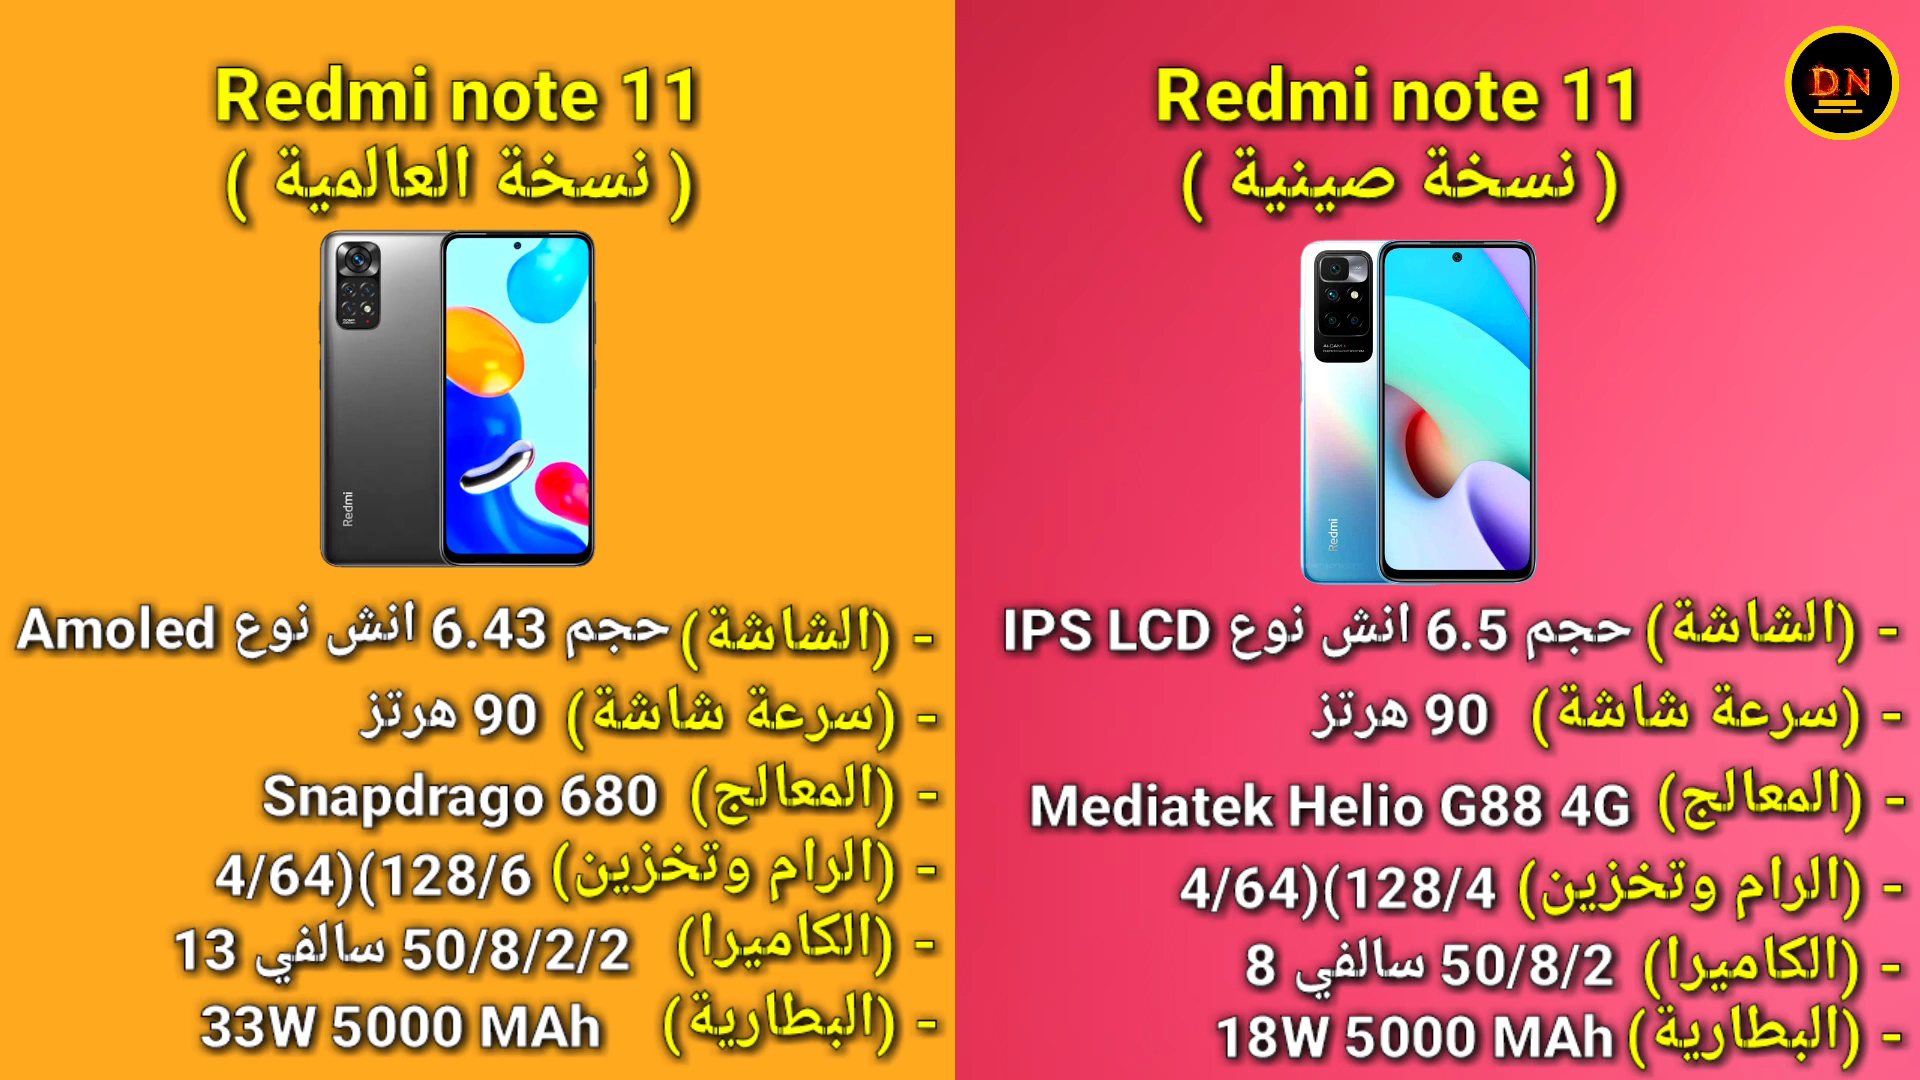 Redmi note 11
( نسخة العالمية )
Redmi
- (الشاشة) حجم 6.43 انش نوع Amoled
- (سرعة شاشة) 90 هرتز
- (المعالج) Snapdrago 680
- (الرام وتخزين) 4/64)(128/6
- (الكاميرا) 50/8/2/2 سالفي 13
- (البطارية) 33W 5000 MAh
Redmi note 11
( نسخة صينية )
DN
AI CAM
Redmi
- (الشاشة) حجم 6.5 انش نوع IPS LCD
- (سرعة شاشة) 90 هرتز
- (المعالج) Mediatek Helio G88 4G
- (الرام وتخزين) 4/64)(128/4
- (الكاميرا) 50/8/2 سالفي 8
- (البطارية) 18W 5000 MAh